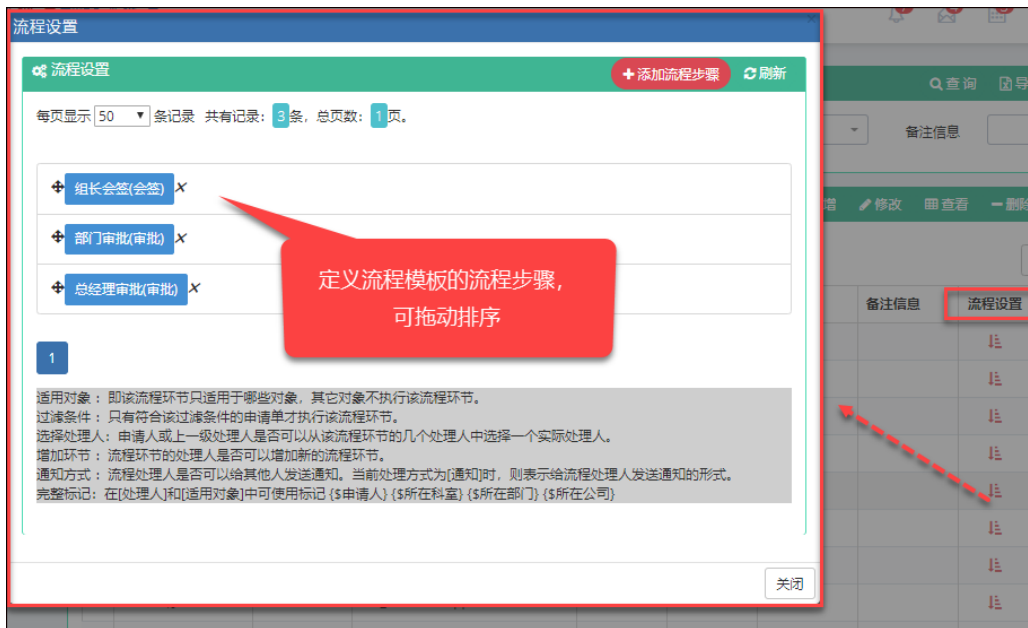 流程设置
流程设置
添加流程步骤 刷新
查询 导
每页显示 50 条记录 共有记录: 3 条, 总页数: 1 页。
备注信息
组长会签(会签)
增 修改 查看 删除
部门审批(审批)
总经理审批(审批)
定义流程模板的流程步骤,
可拖动排序
备注信息 流程设置
1
适用对象: 即该流程环节只适用于哪些对象, 其它对象不执行该流程环节。
过滤条件: 只有符合该过滤条件的申请单才执行该流程环节。
选择处理人: 申请人或上一级处理人是否可以从该流程环节的几个处理人中选择一个实际处理人。
增加环节: 流程环节的处理人是否可以增加新的流程环节。
通知方式: 流程处理人是否可以给其他人发送通知。当前处理方式为[通知]时, 则表示给流程处理人发送通知的形式。
完整标记: 在[处理人]和[适用对象]中可使用标记 {$申请人} {$所在科室} {$所在部门} {$所在公司}
关闭